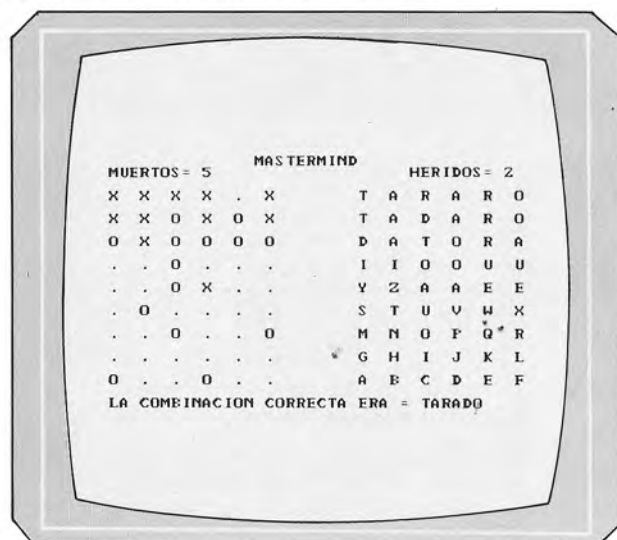 MASTERMIND
MUERTOS= 5 HERIDOS= 2
X X X X . X T A R A R O
X X O X O X T A D A R O
O X O O O O D A T O R A
. . O . . . I I O O U U
. . O X . . Y Z A A E E
. O . . . . S T U V W X
. . O . . O M N O P Q R
. . . . . . G H I J K L
O . . O . . A B C D E F
LA COMBINACION CORRECTA ERA = TARADO